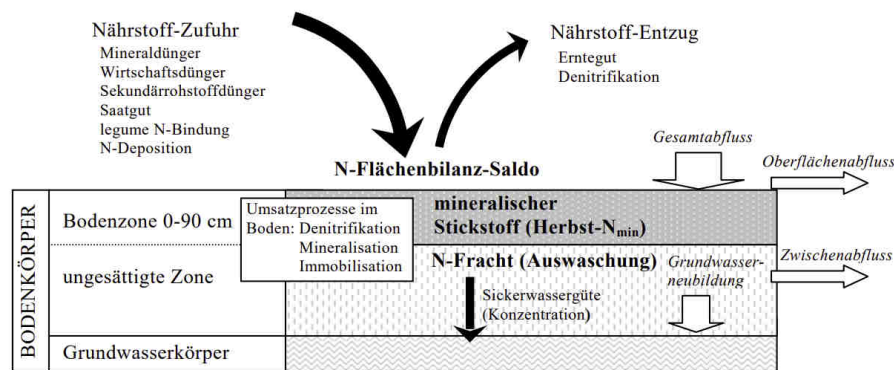 Nährstoff-Zufuhr
Mineraldünger
Wirtschaftsdünger
Sekundärrohstoffdünger
Saatgut
legume N-Bindung
N-Deposition
Nährstoff-Entzug
Erntegut
Denitrifikation
Gesamtabfluss
Oberflächenabfluss
N-Flächenbilanz-Saldo
BODENKÖRPER
Bodenzone 0-90 cm
Umsatzprozesse im
Boden: Denitrifikation
Mineralisation
Immobilisation
mineralischer
Stickstoff (Herbst-Nmin)
ungesättigte Zone
N-Fracht (Auswaschung)
Grundwasser-
neubildung
Zwischenabfluss
Sickerwassergüte
(Konzentration)
Grundwasserkörper